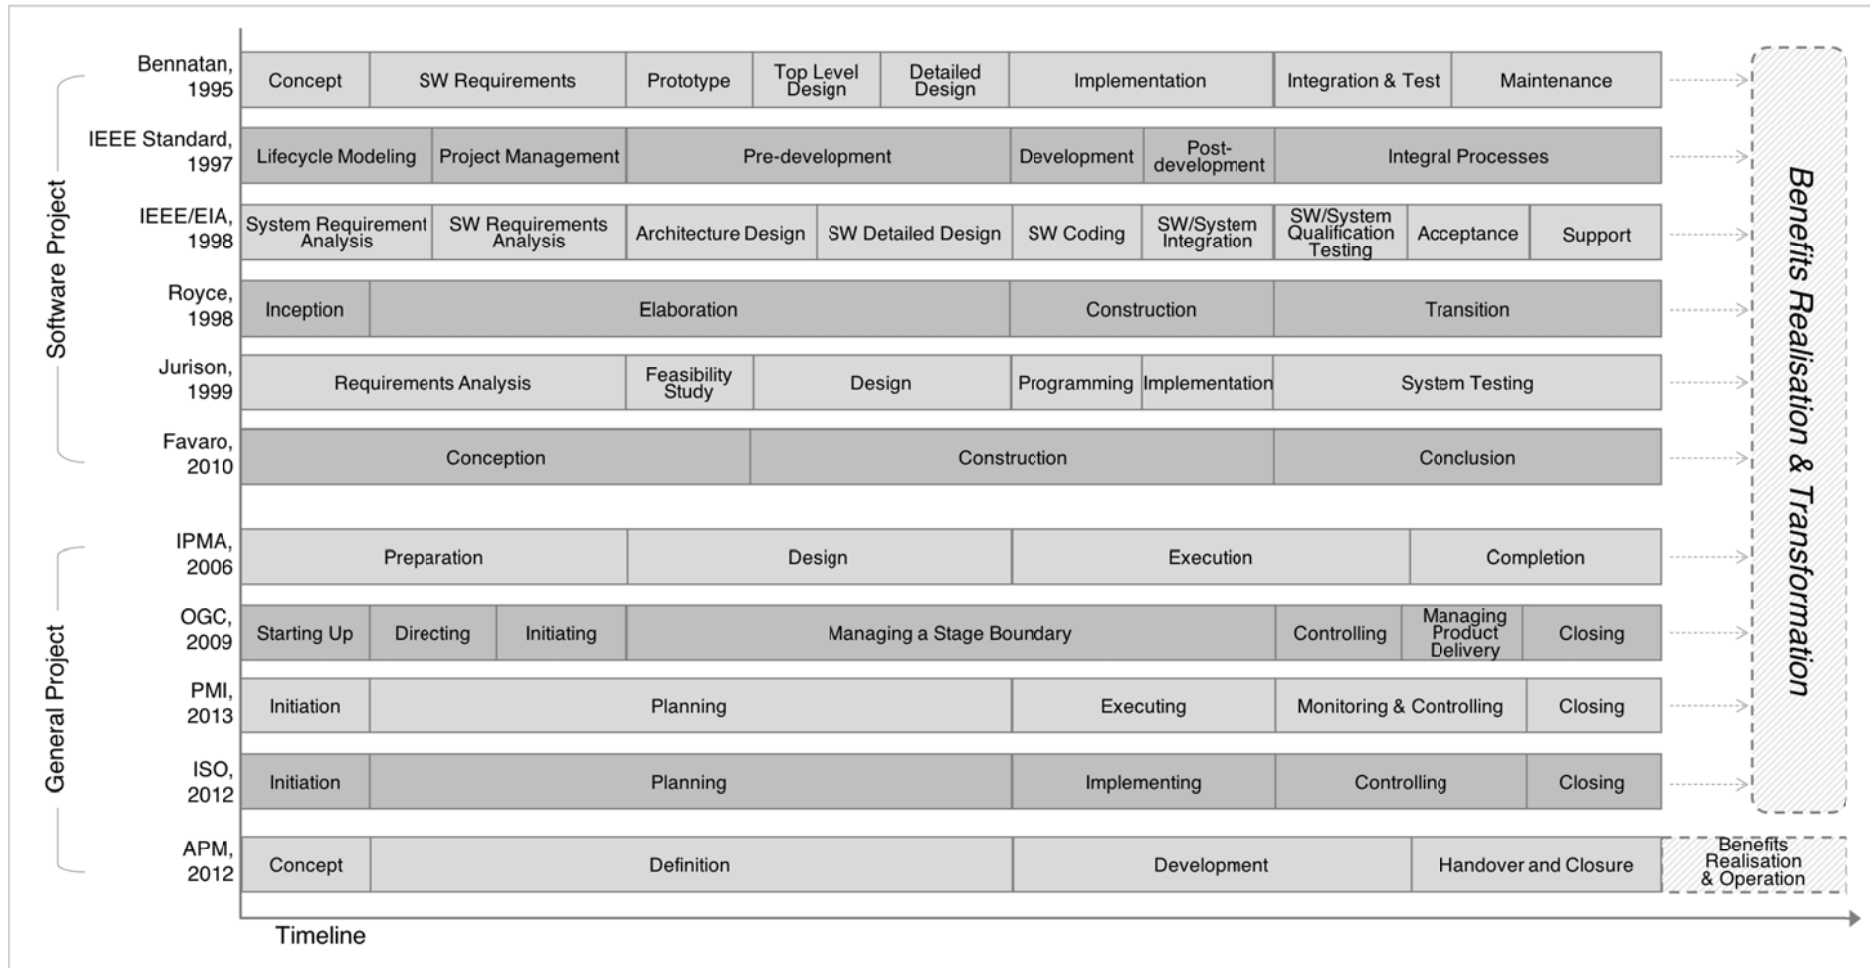 Bennatan,
1995
Concept
SW Requirements
Prototype
Top Level
Design
Detailed
Design
Implementation
Integration & Test
Maintenance
IEEE Standard,
1997
Lifecycle Modeling
Project Management
Pre-development
Development
Post-
development
Integral Processes
IEEE/EIA,
1998
System Requirement
Analysis
SW Requirements
Analysis
Architecture Design
SW Detailed Design
SW Coding
SW/System
Integration
SW/System
Qualification
Testing
Acceptance
Support
Royce,
1998
Inception
Elaboration
Construction
Transition
Jurison,
1999
Requirements Analysis
Feasibility
Study
Design
Programming
Implementation
System Testing
Favaro,
2010
Conception
Construction
Conclusion
Software Project
IPMA,
2006
Preparation
Design
Execution
Completion
OGC,
2009
Starting Up
Directing
Initiating
Managing a Stage Boundary
Controlling
Managing
Product
Delivery
Closing
PMI,
2013
Initiation
Planning
Executing
Monitoring & Controlling
Closing
ISO,
2012
Initiation
Planning
Implementing
Controlling
Closing
APM,
2012
Concept
Definition
Development
Handover and Closure
Benefits
Realisation
& Operation
General Project
Benefits Realisation & Transformation
Timeline